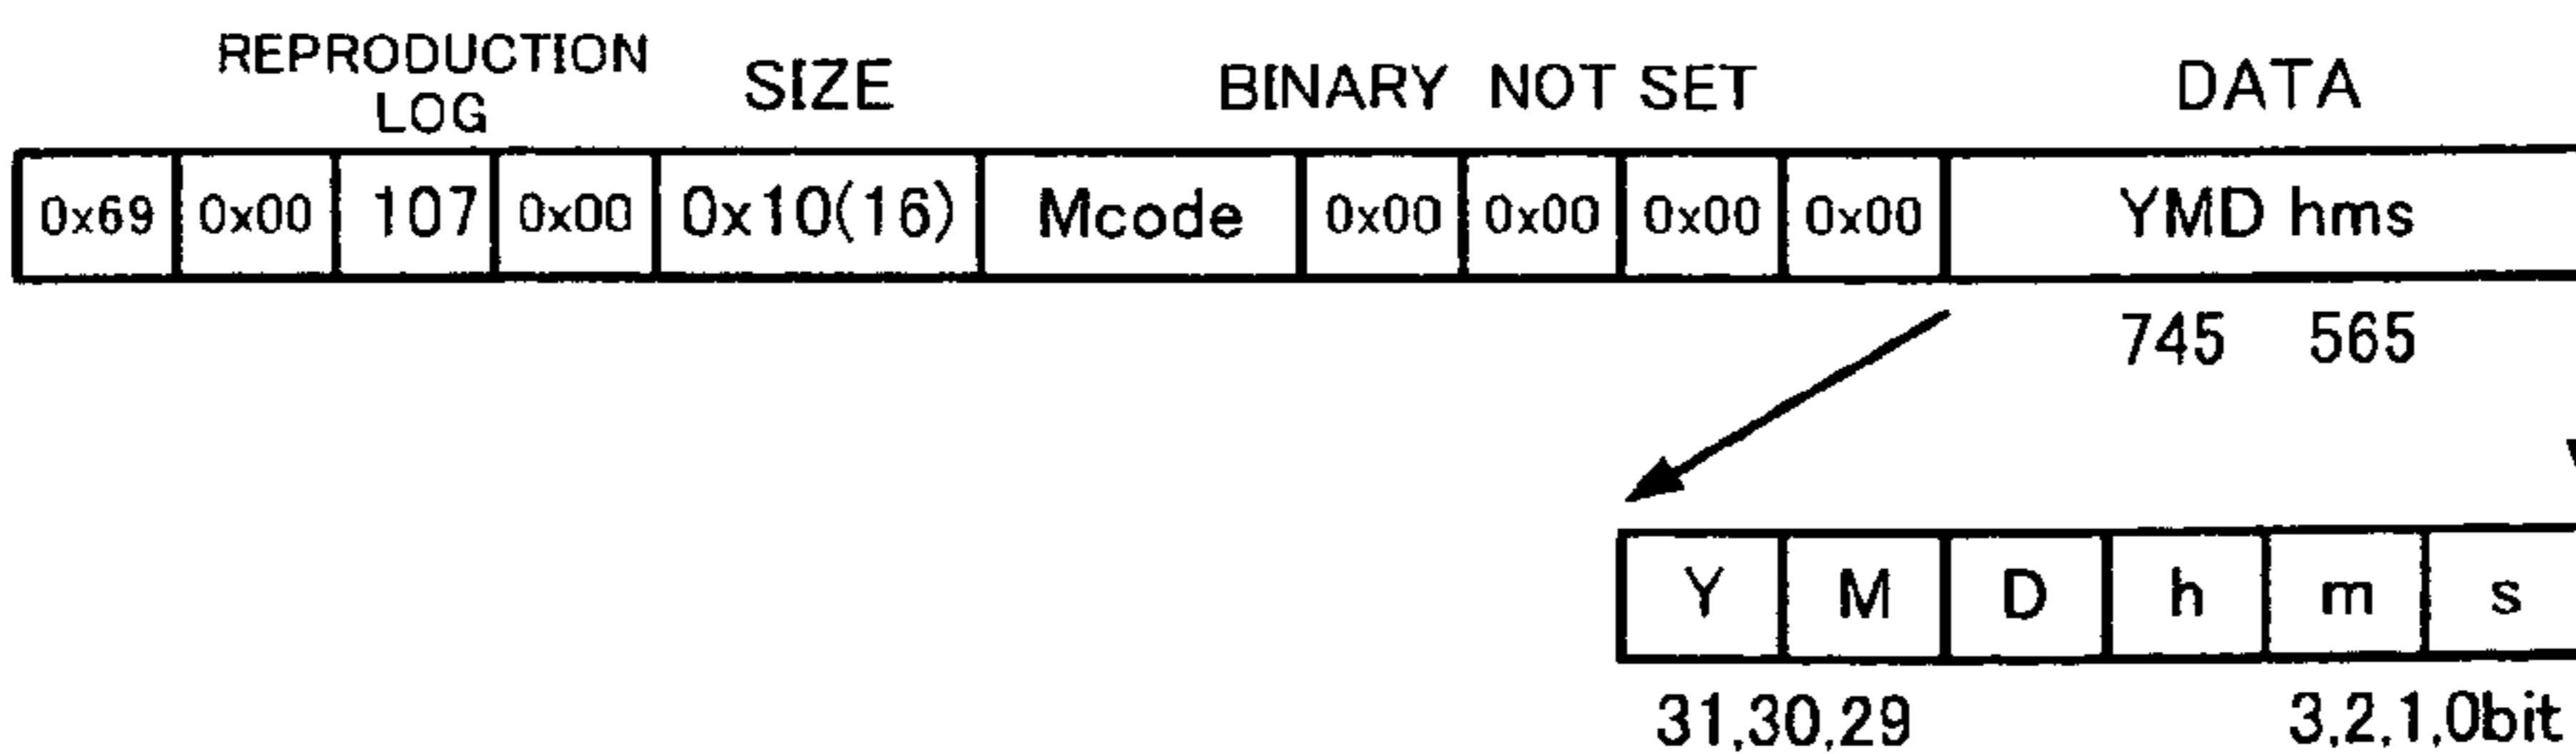 REPRODUCTION LOG SIZE BINARY NOT SET DATA
0x69 0x00 107 0x00 0x10(16) Mcode 0x00 0x00 0x00 0x00 YMD hms
745 565
Y M D h m s
31,30,29 3,2,1,0bit